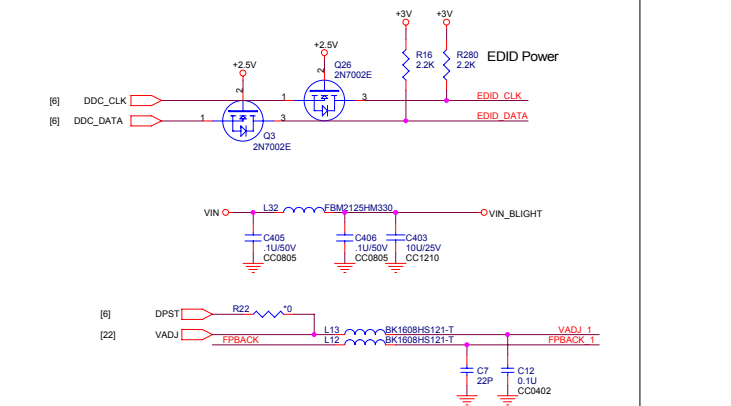 +3V +3V
R16 R280 EDID Power
2.2K 2.2K
+2.5V
Q26
2N7002E
+2.5V
2
2
[6] DDC_CLK 1 3 EDID_CLK
[6] DDC_DATA 1 3 EDID_DATA
Q3
2N7002E
VIN L32 FBM2125HM330 VIN_BLIGHT
C405 C406 C403
.1U/50V .1U/50V 10U/25V
CC0805 CC0805 CC1210
[6] DPST R22 *0
[22] VADJ L13 BK1608HS121-T VADJ_1
FPBACK L12 BK1608HS121-T FPBACK_1
C7 C12
22P 0.1U
CC0402